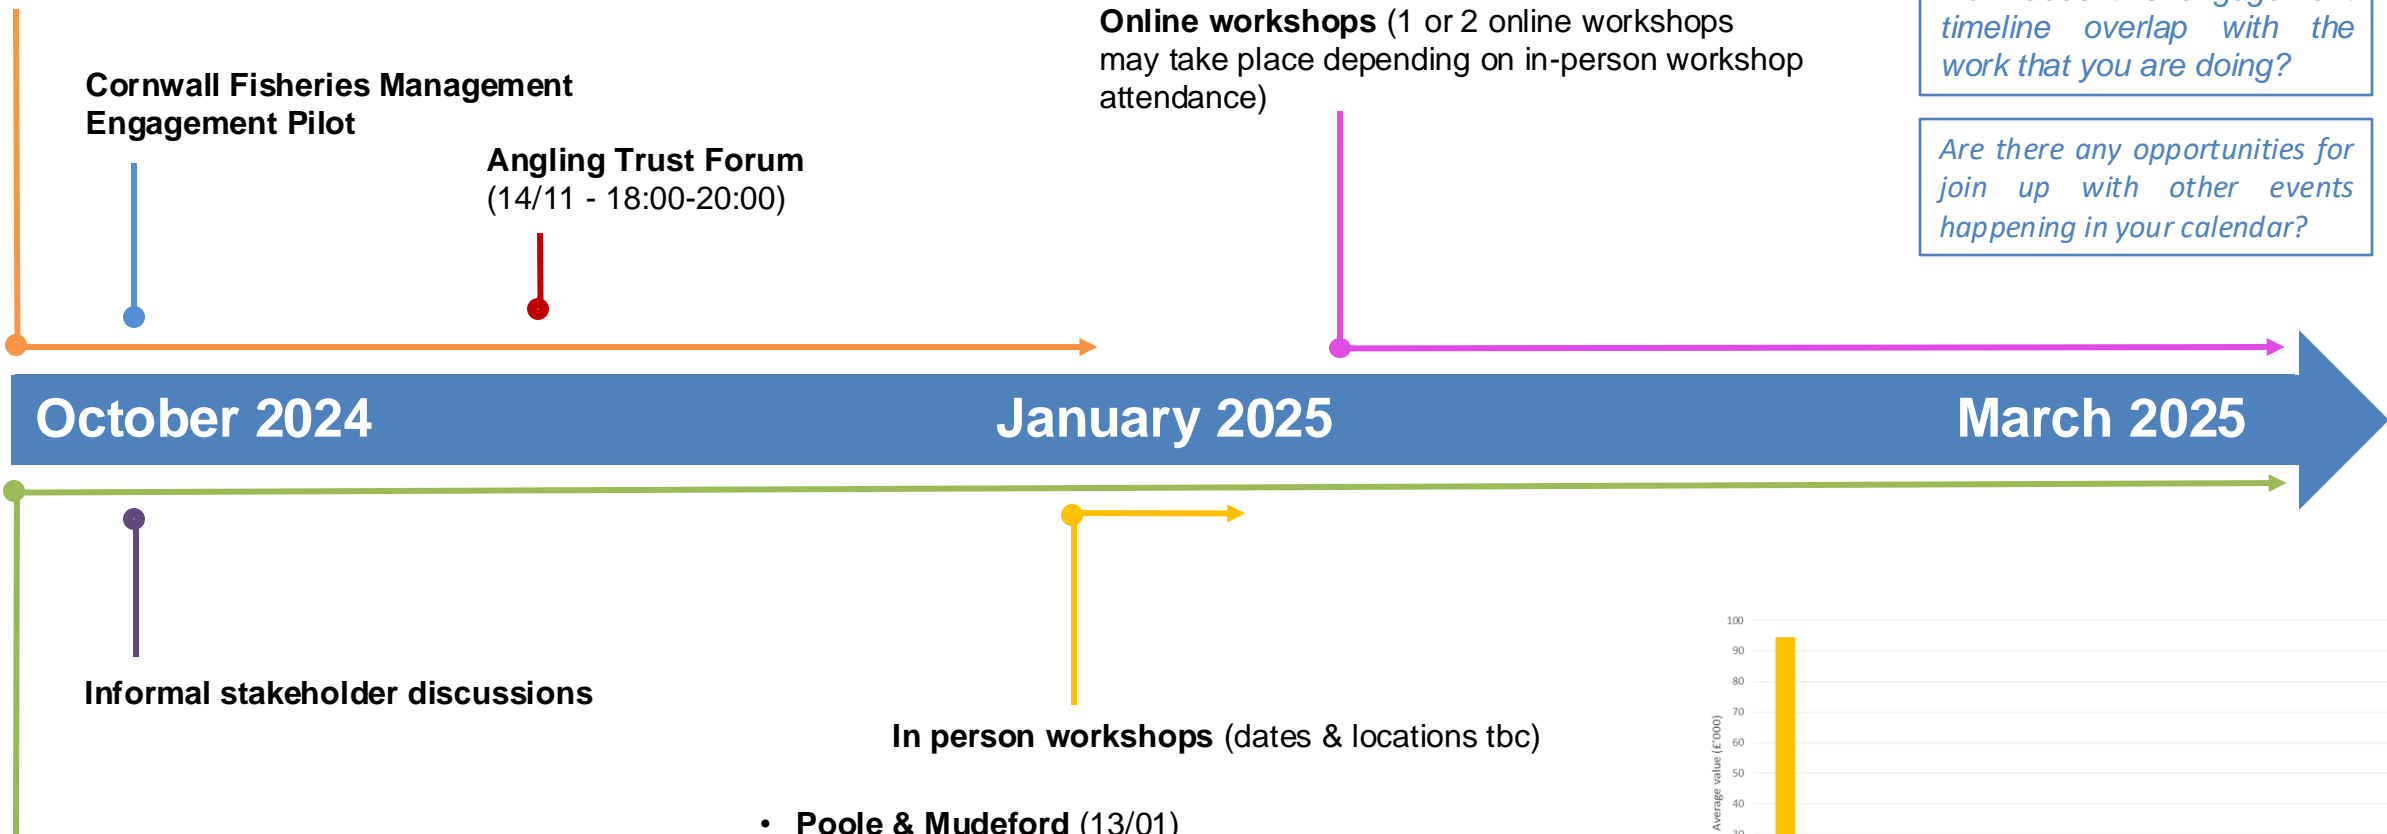 Online workshops (1 or 2 online workshops
may take place depending on in-person workshop
attendance)
timeline overlap with the
work that you are doing?
Cornwall Fisheries Management
Engagement Pilot
Angling Trust Forum
(14/11 - 18:00-20:00)
Are there any opportunities for
join up with other events
happening in your calendar?
October 2024
January 2025
March 2025
Informal stakeholder discussions
In person workshops (dates & locations tbc)
• Poole & Mudeford (13/01)
100
90
80
70
60
50
40
30
Average value (£'000)